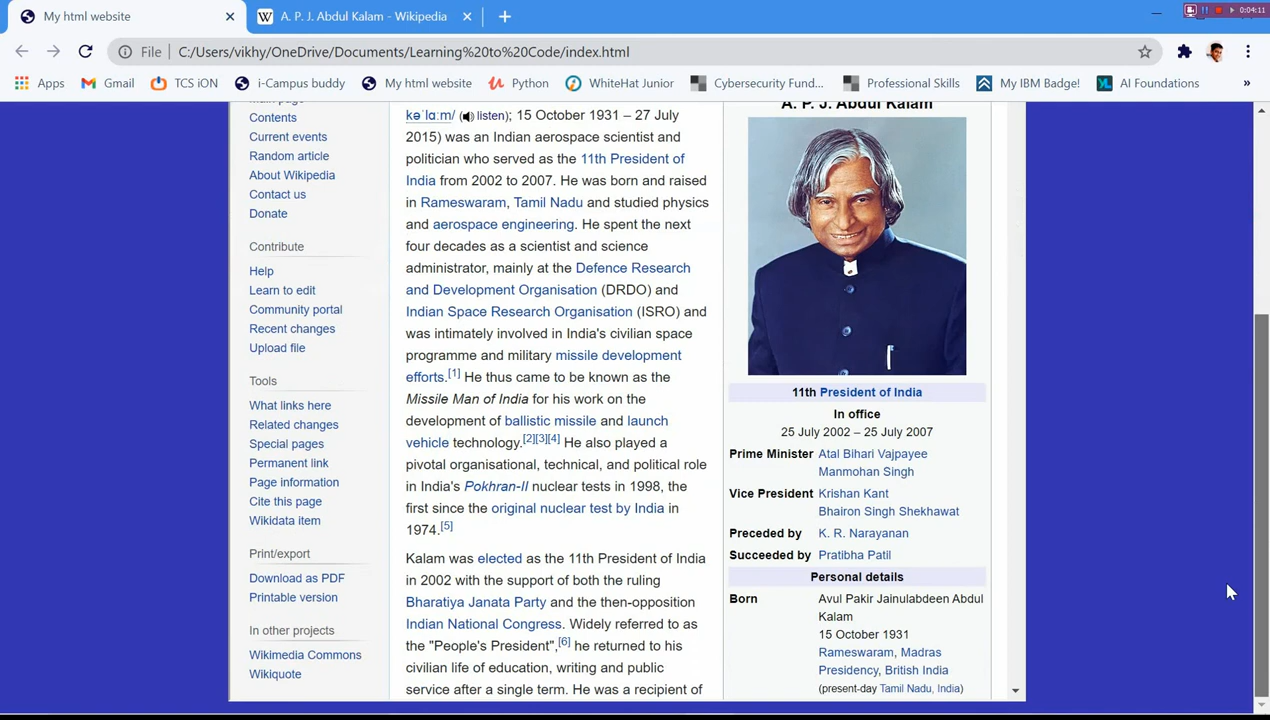 My html website
A. P. J. Abdul Kalam - Wikipedia
0:04:11
File
C:/Users/vikhy/OneDrive/Documents/Learning%20to%20Code/index.html
Apps
Gmail
TCS iON
i-Campus buddy
My html website
Python
WhiteHat Junior
Cybersecurity Fund...
Professional Skills
My IBM Badge!
AI Foundations
»
Main page
Contents
Current events
Random article
About Wikipedia
Contact us
Donate
Contribute
Help
Learn to edit
Community portal
Recent changes
Upload file
Tools
What links here
Related changes
Special pages
Permanent link
Page information
Cite this page
Wikidata item
Print/export
Download as PDF
Printable version
In other projects
Wikimedia Commons
Wikiquote
kəˈlɑːm/ (listen); 15 October 1931 – 27 July
2015) was an Indian aerospace scientist and
politician who served as the 11th President of
India from 2002 to 2007. He was born and raised
in Rameswaram, Tamil Nadu and studied physics
and aerospace engineering. He spent the next
four decades as a scientist and science
administrator, mainly at the Defence Research
and Development Organisation (DRDO) and
Indian Space Research Organisation (ISRO) and
was intimately involved in India's civilian space
programme and military missile development
efforts.[1] He thus came to be known as the
Missile Man of India for his work on the
development of ballistic missile and launch
vehicle technology.[2][3][4] He also played a
pivotal organisational, technical, and political role
in India's Pokhran-II nuclear tests in 1998, the
first since the original nuclear test by India in
1974.[5]
Kalam was elected as the 11th President of India
in 2002 with the support of both the ruling
Bharatiya Janata Party and the then-opposition
Indian National Congress. Widely referred to as
the "People's President",[6] he returned to his
civilian life of education, writing and public
service after a single term. He was a recipient of
A. P. J. Abdul Kalam
11th President of India
In office
25 July 2002 – 25 July 2007
Prime Minister Atal Bihari Vajpayee
Manmohan Singh
Vice President Krishan Kant
Bhairon Singh Shekhawat
Preceded by K. R. Narayanan
Succeeded by Pratibha Patil
Personal details
Born Avul Pakir Jainulabdeen Abdul
Kalam
15 October 1931
Rameswaram, Madras
Presidency, British India
(present-day Tamil Nadu, India)